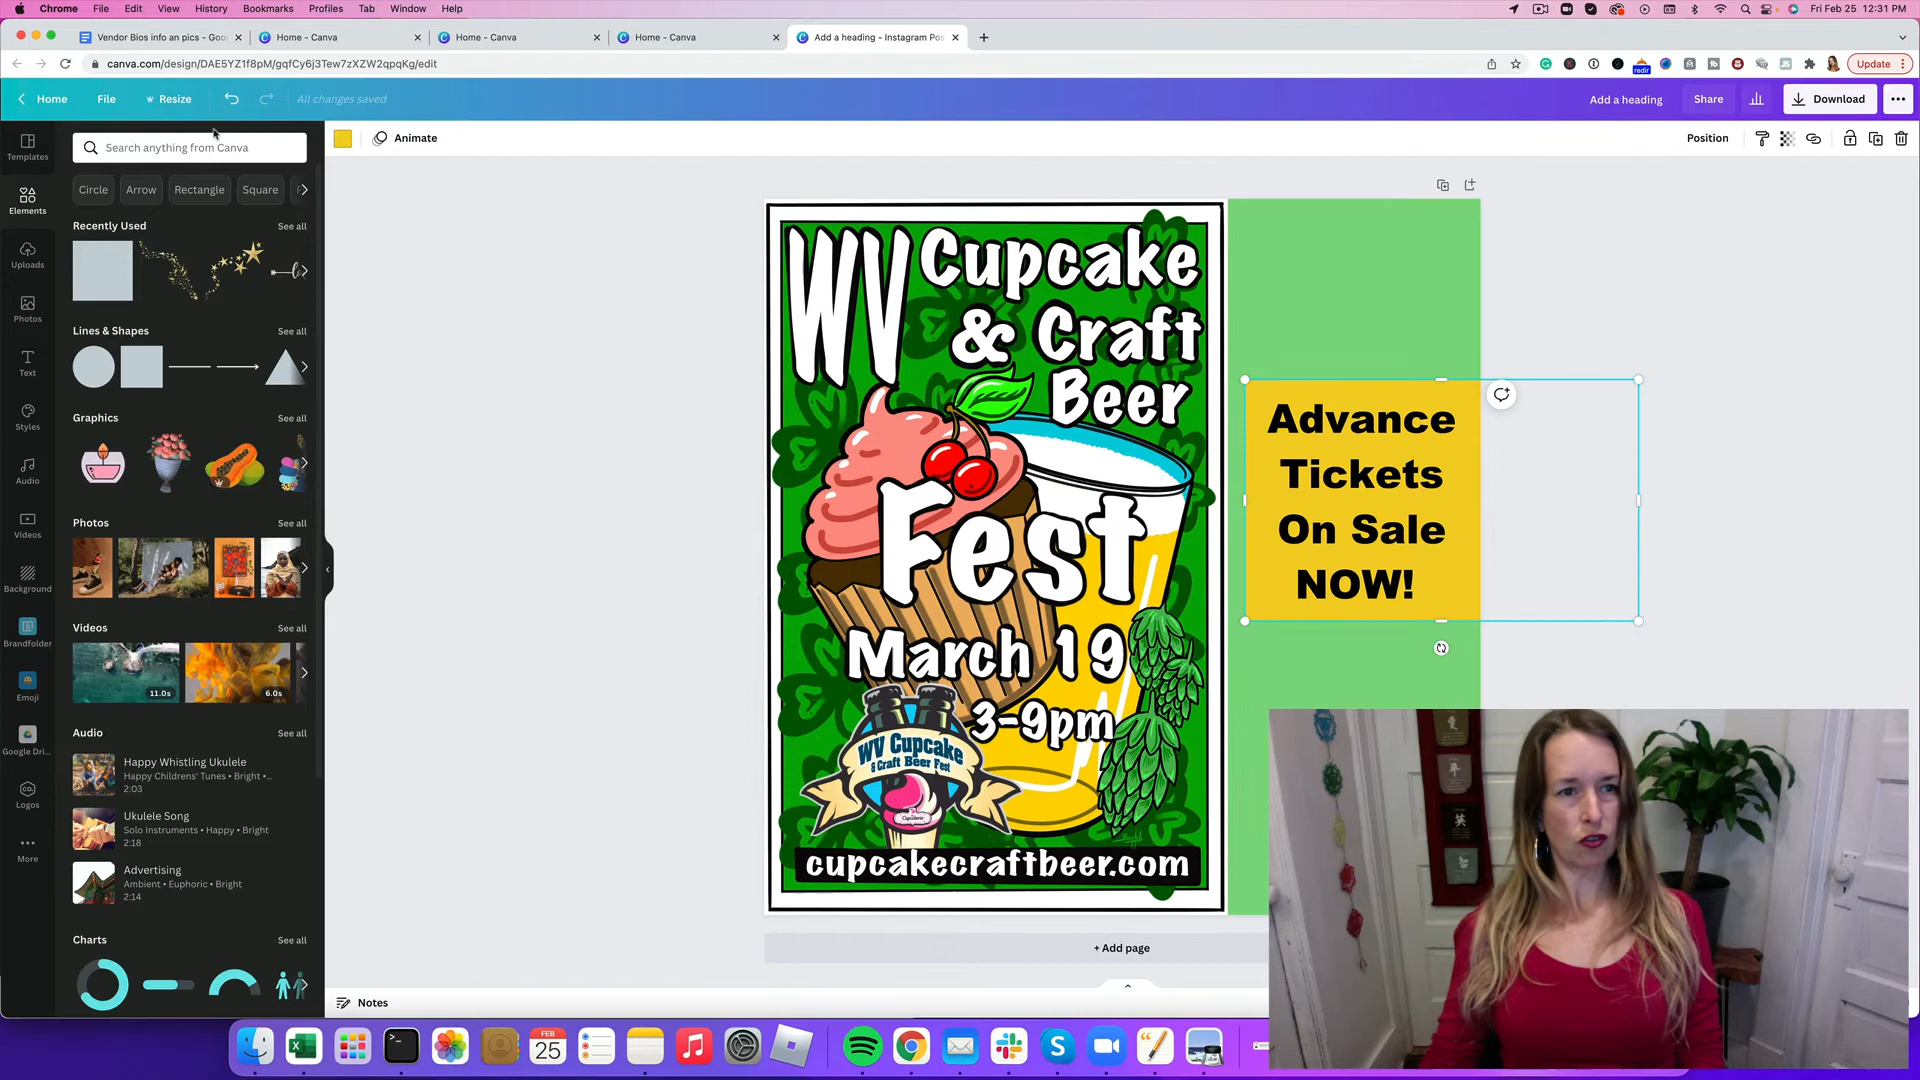 Chrome File Edit View History Bookmarks Profiles Tab Window Help
Fri Feb 25 12:31 PM
Vendor Bios info an pics - Goo
Home - Canva
Home - Canva
Home - Canva
Add a heading - Instagram Pos
canva.com/design/DAE5YZ1f8pM/gqfCy6j3Tew7zXZW2qpqKg/edit
redir
Update
Home File Resize All changes saved
Add a heading Share Download
Search anything from Canva
Animate
Position
Templates
Elements
Uploads
Photos
Text
Styles
Audio
Videos
Background
Brandfolder
Emoji
Google Dri...
Logos
More
Circle Arrow Rectangle Square
Recently Used See all
Lines & Shapes See all
Graphics See all
Photos See all
Videos See all
11.0s 6.0s
Audio See all
Happy Whistling Ukulele
Happy Childrens' Tunes • Bright •...
2:03
Ukulele Song
Solo Instruments • Happy • Bright
2:18
Advertising
Ambient • Euphoric • Bright
2:14
Charts See all
WV Cupcake
& Craft
Beer
Fest
March 19
3-9pm
WV Cupcake
& Craft Beer Fest
cupcakecraftbeer.com
Advance
Tickets
On Sale
NOW!
+ Add page
Notes
FEB
25